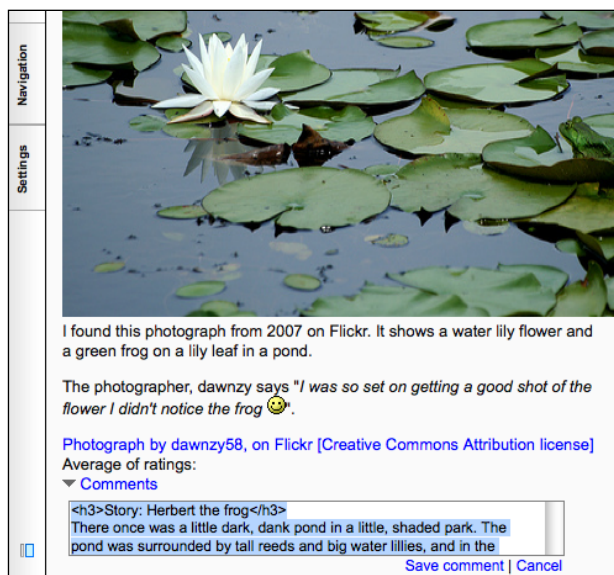 Navigation
Settings
I found this photograph from 2007 on Flickr. It shows a water lily flower and
a green frog on a lily leaf in a pond.
The photographer, dawnzy says "I was so set on getting a good shot of the
flower I didn't notice the frog ".
Photograph by dawnzy58, on Flickr [Creative Commons Attribution license]
Average of ratings:
Comments
<h3>Story: Herbert the frog</h3>
There once was a little dark, dank pond in a little, shaded park. The
pond was surrounded by tall reeds and big water lillies, and in the
Save comment | Cancel